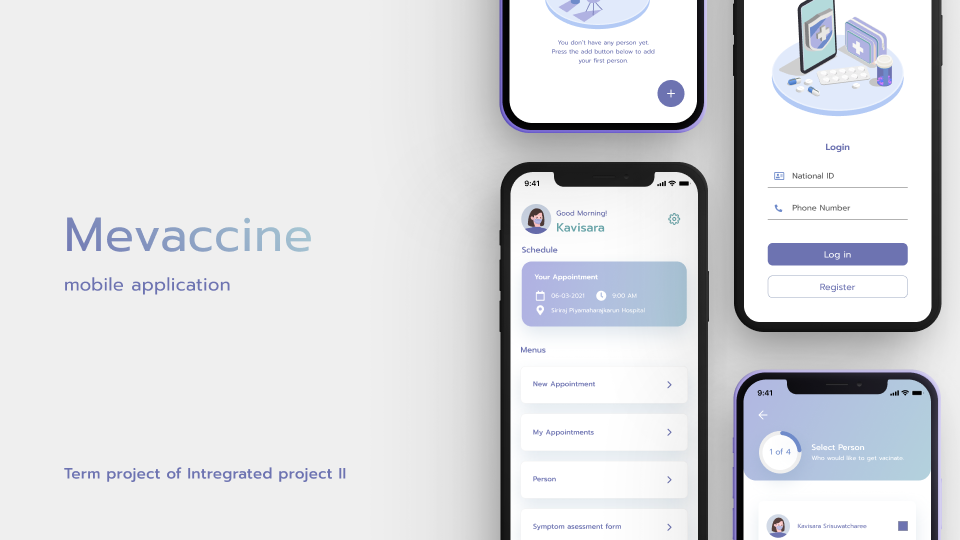 Mevaccine
mobile application
Term project of Intregrated project II
You don't have any person yet.
Press the add button below to add
your first person.
+
9:41
Good Morning!
Kavisara
Schedule
Your Appointment
06-03-2021 9:00 AM
Siriraj Piyamaharajkarun Hospital
Menus
New Appointment
My Appointments
Person
Symptom asessment form
Login
National ID
Phone Number
Log in
Register
9:41
1 of 4
Select Person
Who would like to get vacinate
Kavisara Srisuwatcharee